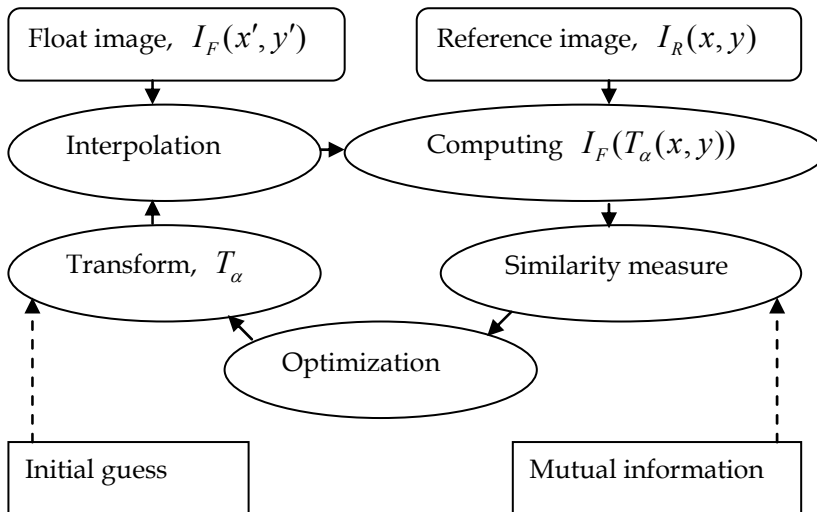 Float image, I_F(x′, y′)
Reference image, I_R(x, y)
Interpolation
Computing I_F(T_α(x, y))
Transform, T_α
Similarity measure
Optimization
Initial guess
Mutual information